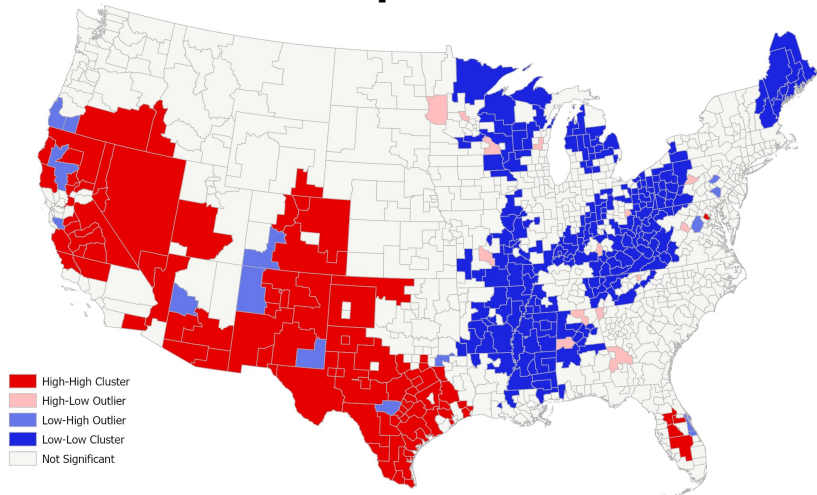 High-High Cluster
High-Low Outlier
Low-High Outlier
Low-Low Cluster
Not Significant